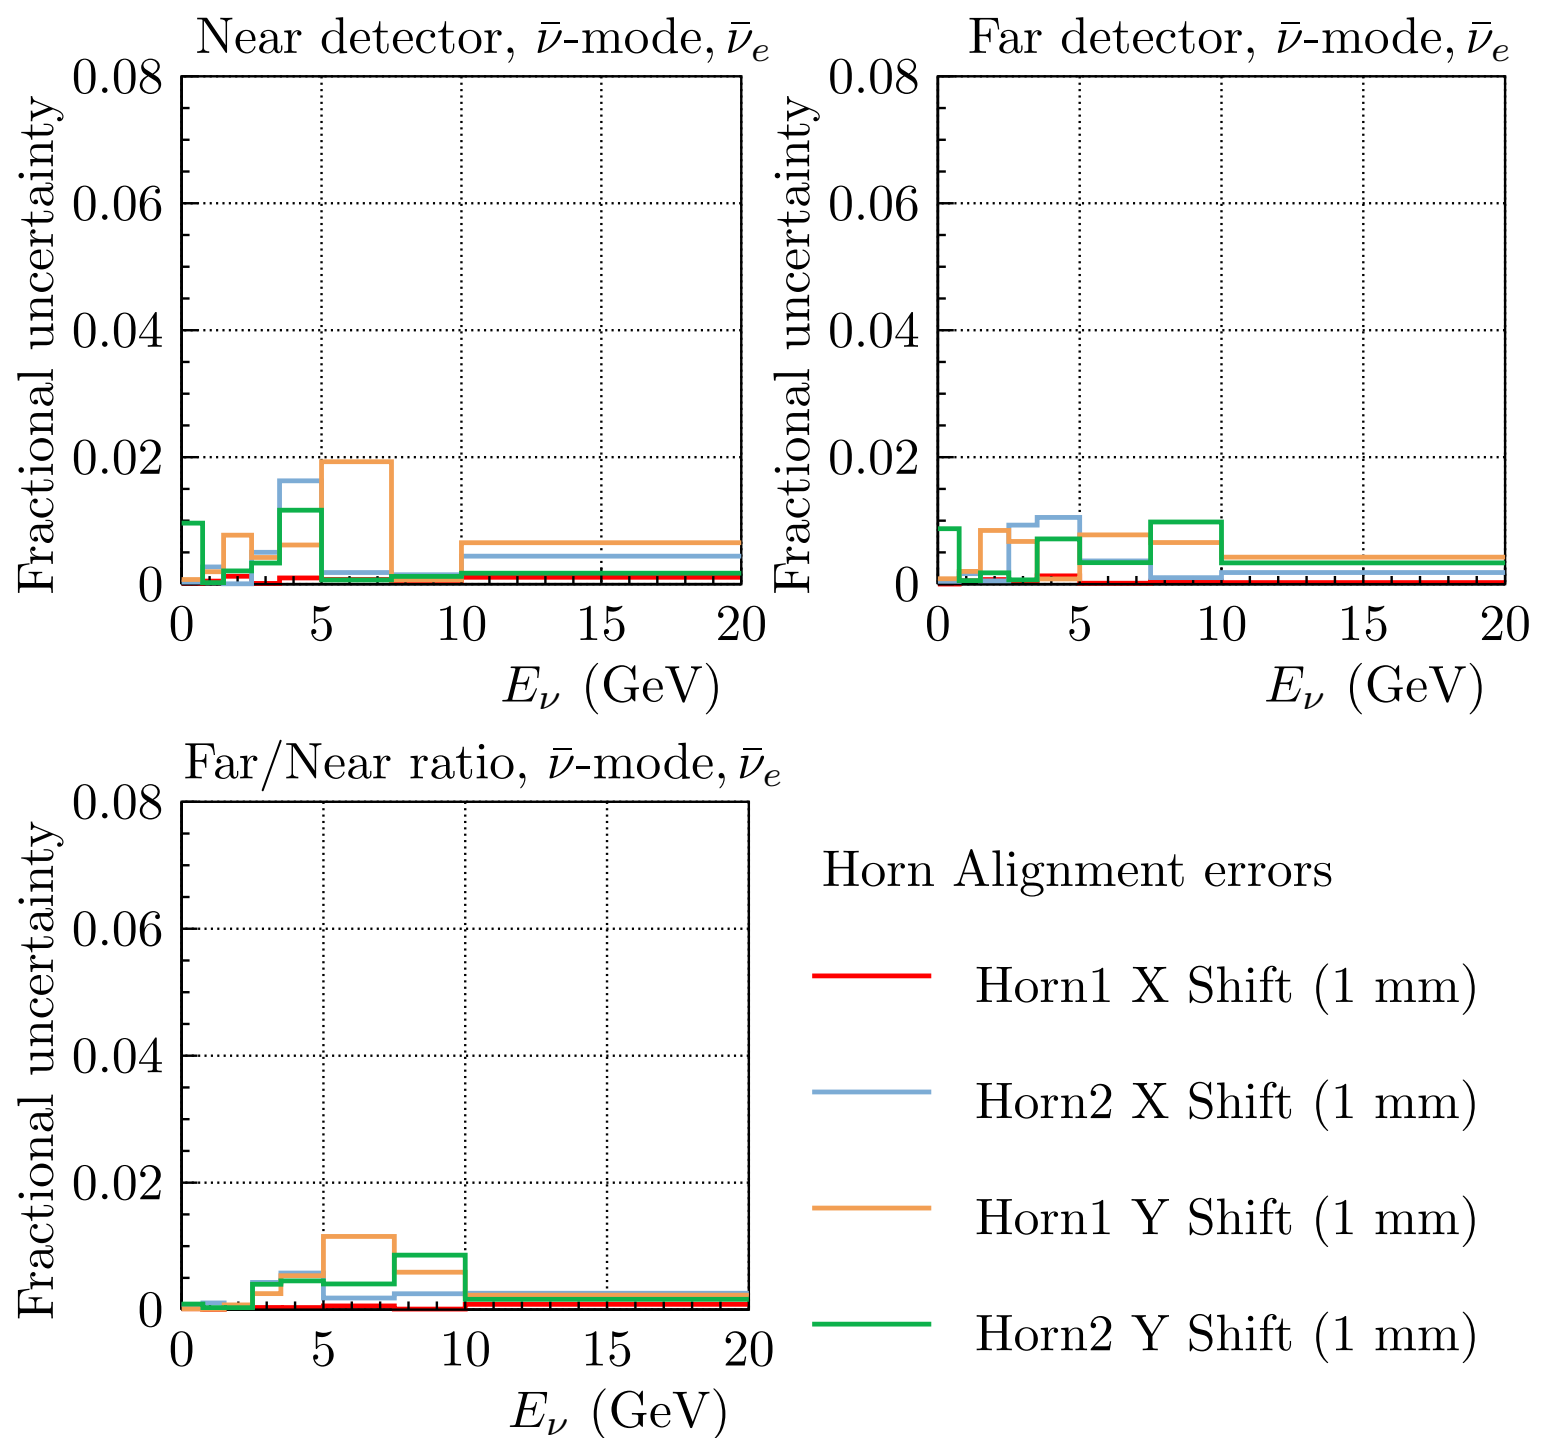 Near detector, ν̄-mode, ν̄ₑ
Fractional uncertainty
0.08
0.06
0.04
0.02
0
0 5 10 15 20
E_ν (GeV)
Far detector, ν̄-mode, ν̄ₑ
Fractional uncertainty
0.08
0.06
0.04
0.02
0
0 5 10 15 20
E_ν (GeV)
Far/Near ratio, ν̄-mode, ν̄ₑ
Fractional uncertainty
0.08
0.06
0.04
0.02
0
0 5 10 15 20
E_ν (GeV)
Horn Alignment errors
Horn1 X Shift (1 mm)
Horn2 X Shift (1 mm)
Horn1 Y Shift (1 mm)
Horn2 Y Shift (1 mm)